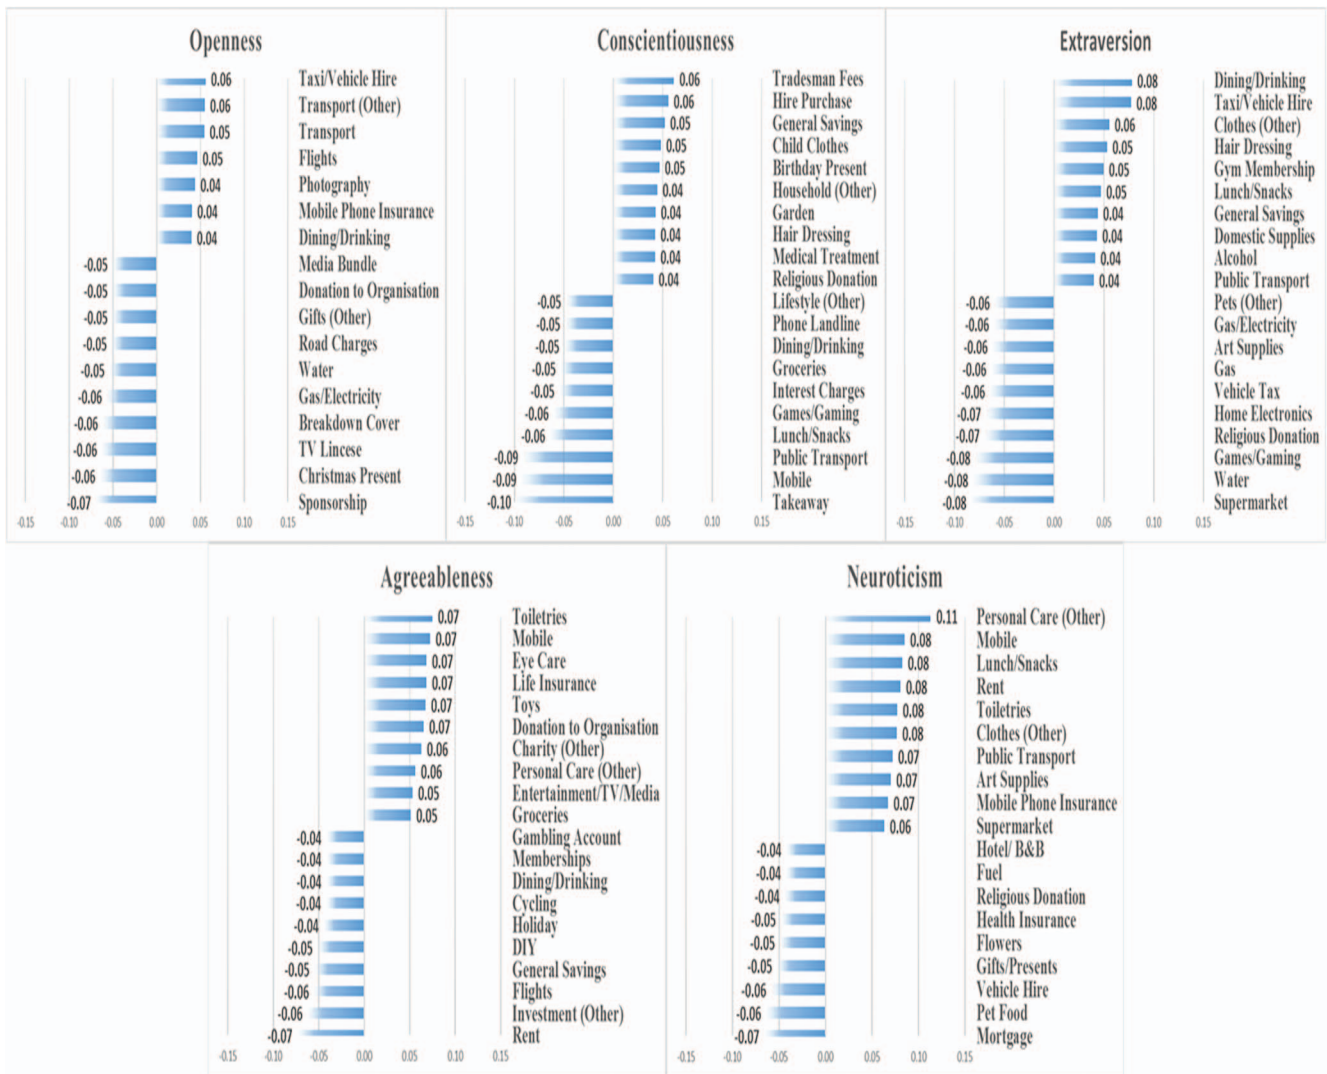 Openness
0.06 Taxi/Vehicle Hire
0.06 Transport (Other)
0.05 Transport
0.05 Flights
0.04 Photography
0.04 Mobile Phone Insurance
0.04 Dining/Drinking
-0.05 Media Bundle
-0.05 Donation to Organisation
-0.05 Gifts (Other)
-0.05 Road Charges
-0.05 Water
-0.06 Gas/Electricity
-0.06 Breakdown Cover
-0.06 TV Lincese
-0.06 Christmas Present
-0.07 Sponsorship
-0.15 -0.10 -0.05 0.00 0.05 0.10 0.15
Conscientiousness
0.06 Tradesman Fees
0.06 Hire Purchase
0.05 General Savings
0.05 Child Clothes
0.05 Birthday Present
0.04 Household (Other)
0.04 Garden
0.04 Hair Dressing
0.04 Medical Treatment
0.04 Religious Donation
-0.05 Lifestyle (Other)
-0.05 Phone Landline
-0.05 Dining/Drinking
-0.05 Groceries
-0.05 Interest Charges
-0.06 Games/Gaming
-0.06 Lunch/Snacks
-0.09 Public Transport
-0.09 Mobile
-0.10 Takeaway
-0.15 -0.10 -0.05 0.00 0.05 0.10 0.15
Extraversion
0.08 Dining/Drinking
0.08 Taxi/Vehicle Hire
0.06 Clothes (Other)
0.05 Hair Dressing
0.05 Gym Membership
0.05 Lunch/Snacks
0.04 General Savings
0.04 Domestic Supplies
0.04 Alcohol
0.04 Public Transport
-0.06 Pets (Other)
-0.06 Gas/Electricity
-0.06 Art Supplies
-0.06 Gas
-0.06 Vehicle Tax
-0.07 Home Electronics
-0.07 Religious Donation
-0.08 Games/Gaming
-0.08 Water
-0.08 Supermarket
-0.15 -0.10 -0.05 0.00 0.05 0.10 0.15
Agreeableness
0.07 Toiletries
0.07 Mobile
0.07 Eye Care
0.07 Life Insurance
0.07 Toys
0.07 Donation to Organisation
0.06 Charity (Other)
0.06 Personal Care (Other)
0.05 Entertainment/TV/Media
0.05 Groceries
-0.04 Gambling Account
-0.04 Memberships
-0.04 Dining/Drinking
-0.04 Cycling
-0.04 Holiday
-0.05 DIY
-0.05 General Savings
-0.06 Flights
-0.06 Investment (Other)
-0.07 Rent
-0.15 -0.10 -0.05 0.00 0.05 0.10 0.15
Neuroticism
0.11 Personal Care (Other)
0.08 Mobile
0.08 Lunch/Snacks
0.08 Rent
0.08 Toiletries
0.08 Clothes (Other)
0.07 Public Transport
0.07 Art Supplies
0.07 Mobile Phone Insurance
0.06 Supermarket
-0.04 Hotel/ B&B
-0.04 Fuel
-0.04 Religious Donation
-0.05 Health Insurance
-0.05 Flowers
-0.05 Gifts/Presents
-0.06 Vehicle Hire
-0.06 Pet Food
-0.07 Mortgage
-0.15 -0.10 -0.05 0.00 0.05 0.10 0.15